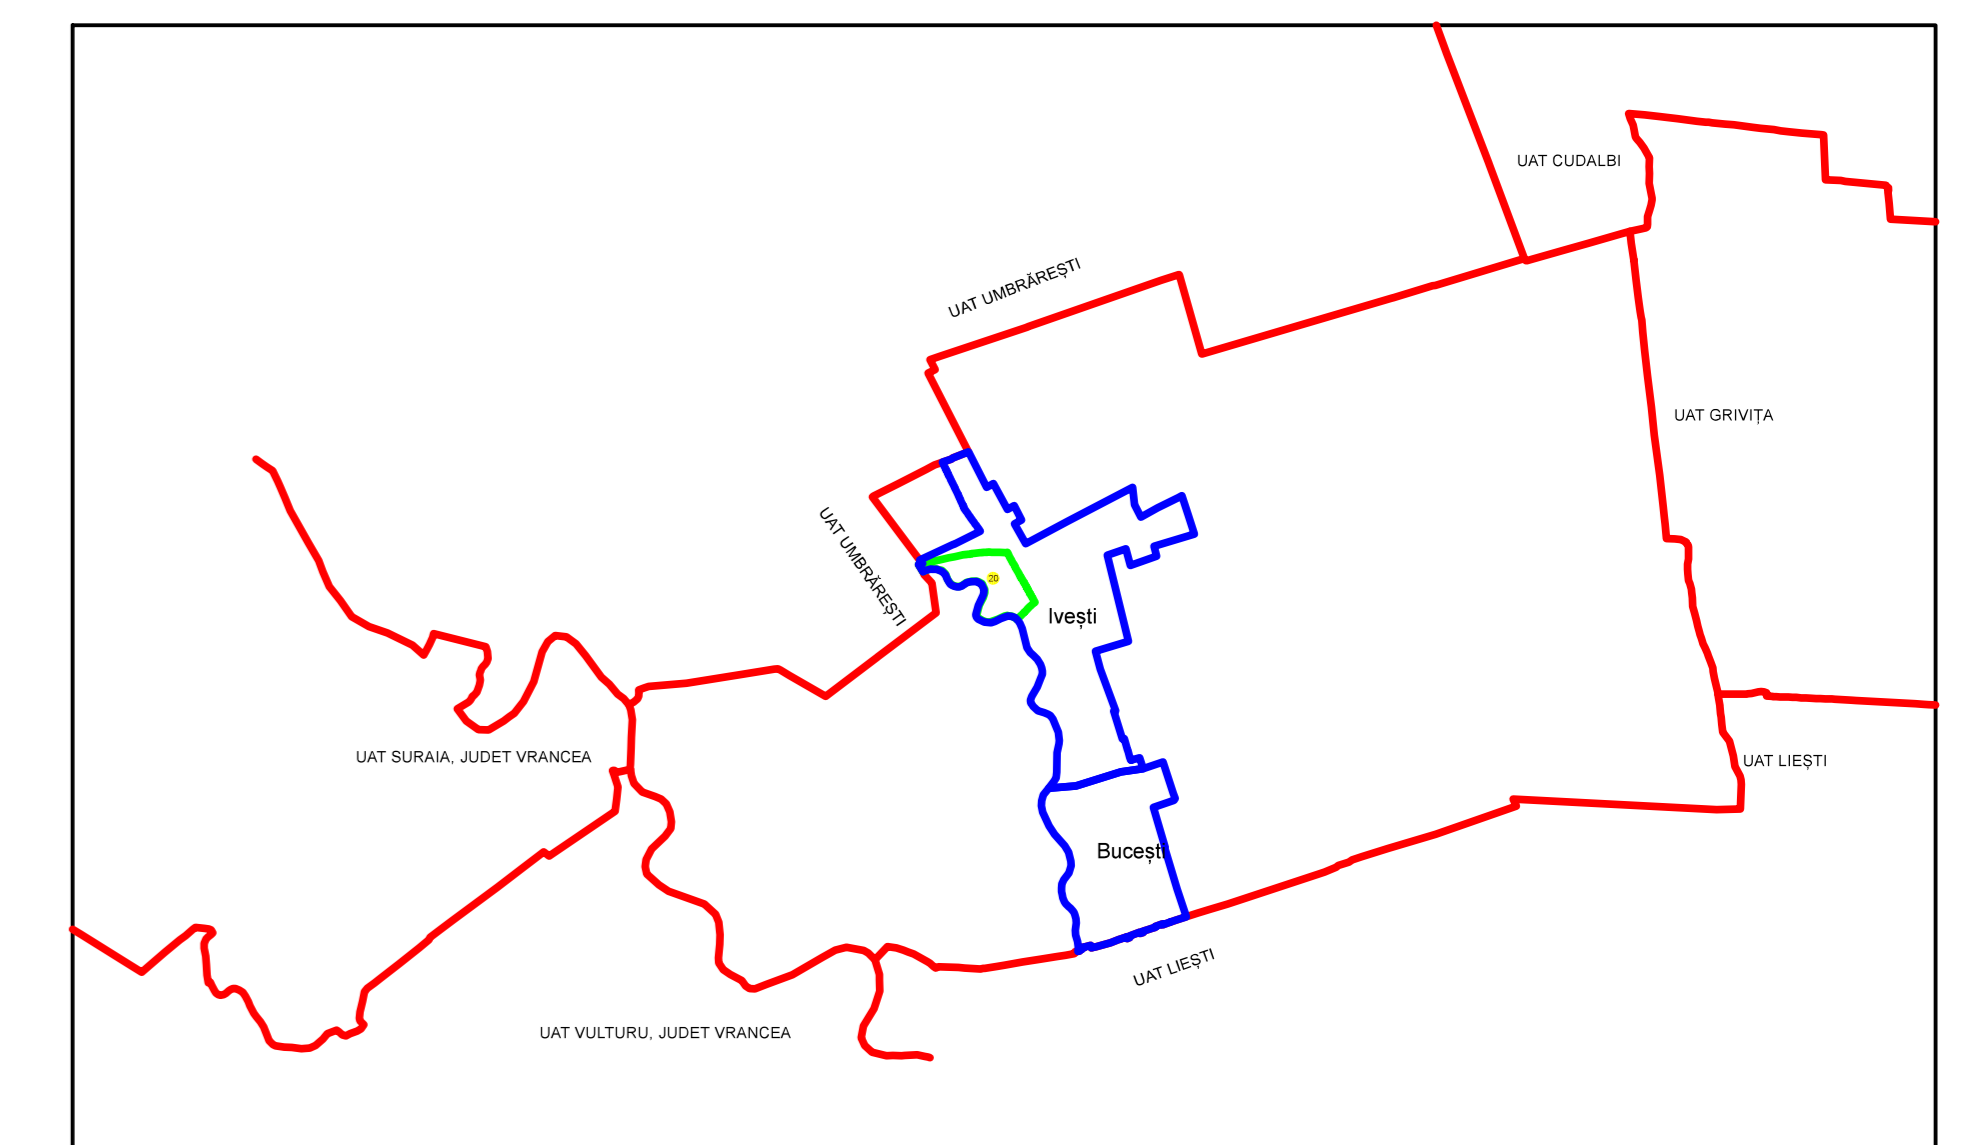 UAT CUDALBI
UAT UMBRĂREȘTI
UAT GRIVIȚA
UAT UMBRĂREȘTI
20
Ivești
UAT SURAIA, JUDET VRANCEA
UAT LIEȘTI
Bucești
UAT LIEȘTI
UAT VULTURU, JUDET VRANCEA